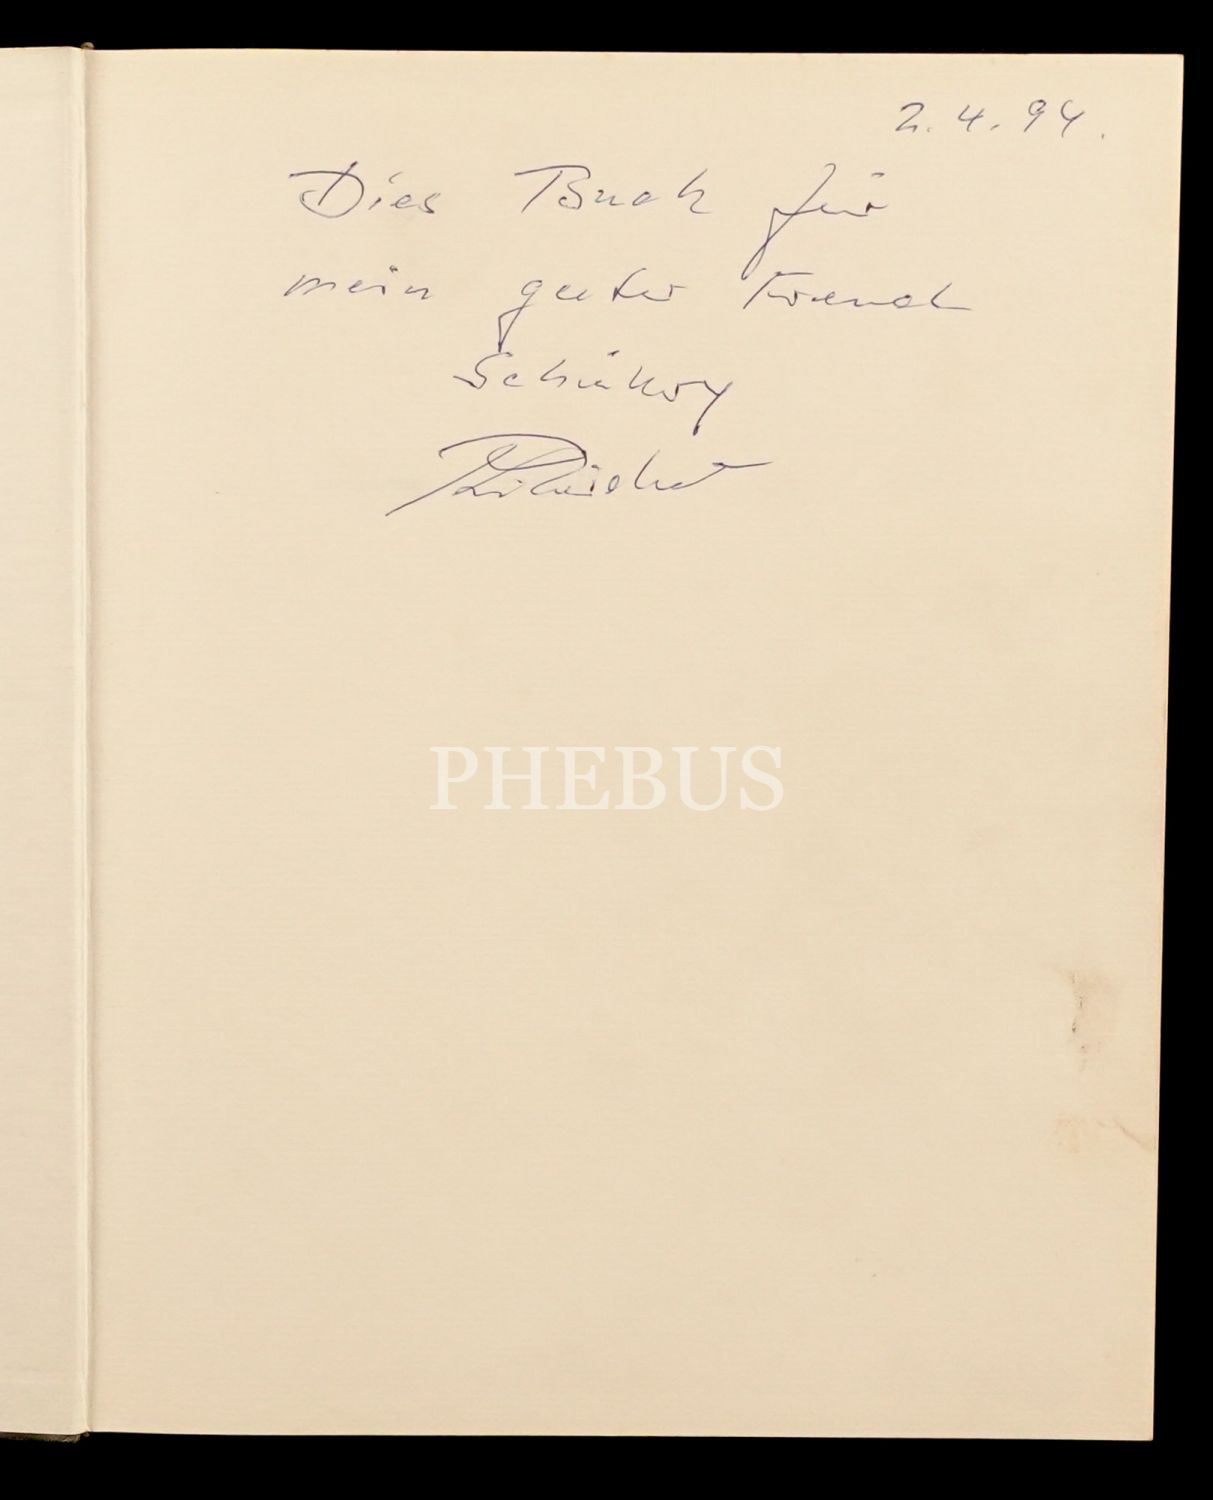 2.4.94.
Dies Buch für
mein guter Freund
Schükry
PHEBUS